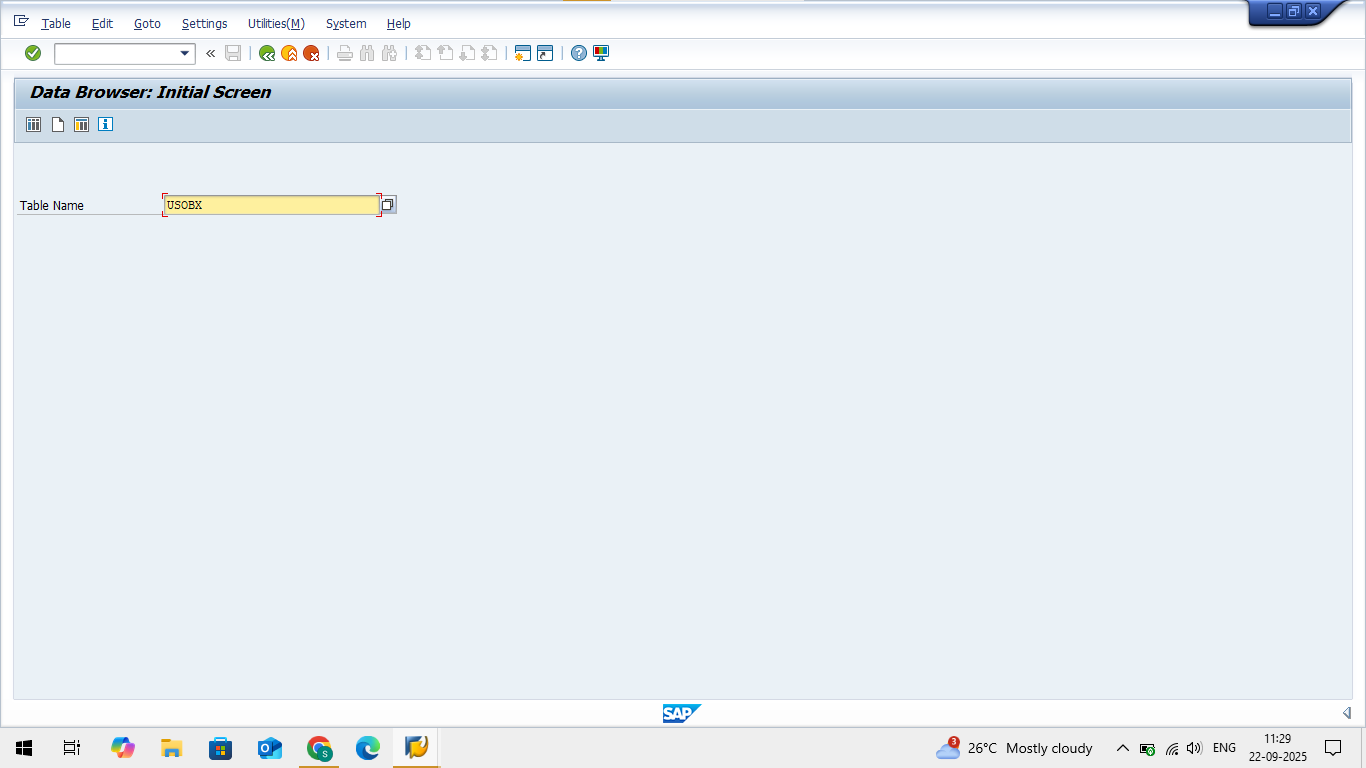 Table Edit Goto Settings Utilities(M) System Help
Data Browser: Initial Screen
Table Name USOBX
SAP
3
26°C Mostly cloudy ENG 11:29
22-09-2025